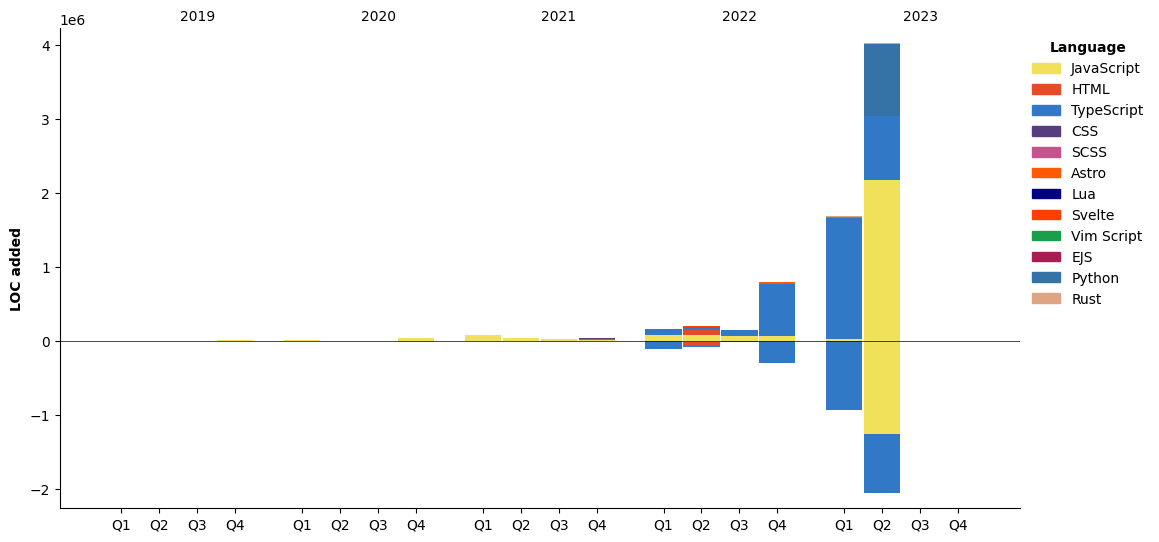 2019 2020 2021 2022 2023
1e6
Language
JavaScript
HTML
TypeScript
CSS
SCSS
Astro
Lua
Svelte
Vim Script
EJS
Python
Rust
LOC added
4
3
2
1
0
−1
−2
Q1 Q2 Q3 Q4 Q1 Q2 Q3 Q4 Q1 Q2 Q3 Q4 Q1 Q2 Q3 Q4 Q1 Q2 Q3 Q4